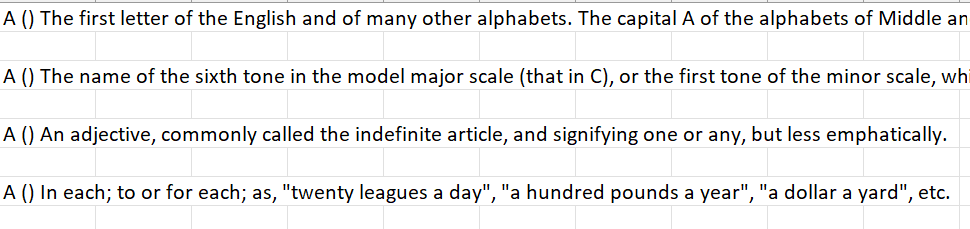 A () The first letter of the English and of many other alphabets. The capital A of the alphabets of Middle an
A () The name of the sixth tone in the model major scale (that in C), or the first tone of the minor scale, whi
A () An adjective, commonly called the indefinite article, and signifying one or any, but less emphatically.
A () In each; to or for each; as, "twenty leagues a day", "a hundred pounds a year", "a dollar a yard", etc.